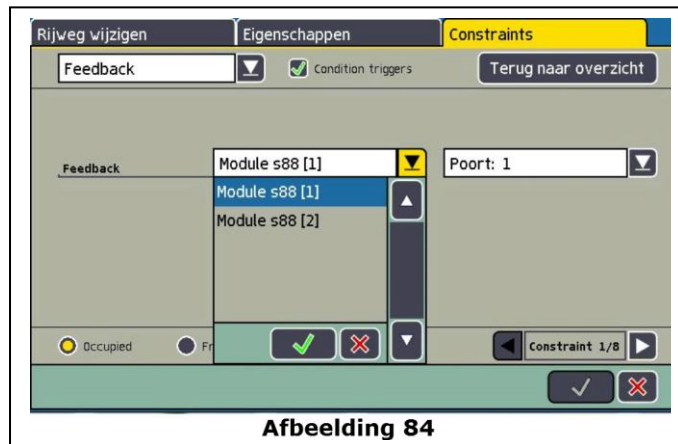 Rijweg wijzigen Eigenschappen Constraints
Feedback Condition triggers Terug naar overzicht
Feedback Module s88 [1] Poort: 1
Module s88 [1]
Module s88 [2]
Occupied Fr Constraint 1/8
Afbeelding 84